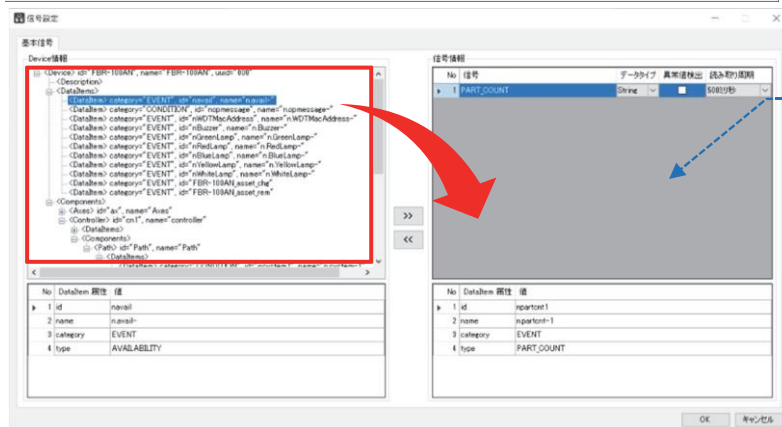 信号設定
基本信号
Device情報
<Device> id="FBR-100AN", name="FBR-100AN", uuid="000"
<Description>
<DataItems>
<DataItem> category="EVENT", id="navail", name="n.avail-"
<DataItem> category="CONDITION", id="nopmessage", name="n.opmessage-"
<DataItem> category="EVENT", id="nWDTMacAddress", name="n.WDTMacAddress-"
<DataItem> category="EVENT", id="nBuzzer", name="n.Buzzer-"
<DataItem> category="EVENT", id="nGreenLamp", name="n.GreenLamp-"
<DataItem> category="EVENT", id="nRedLamp", name="n.RedLamp-"
<DataItem> category="EVENT", id="nBlueLamp", name="n.BlueLamp-"
<DataItem> category="EVENT", id="nYellowLamp", name="n.YellowLamp-"
<DataItem> category="EVENT", id="nWhiteLamp", name="n.WhiteLamp-"
<DataItem> category="EVENT", id="FBR-100AN_asset_chg"
<DataItem> category="EVENT", id="FBR-100AN_asset_rem"
<Components>
<Axes> id="ax", name="Axes"
<Controller> id="cn1", name="controller"
<DataItems>
<Components>
<Path> id="Path", name="Path"
<DataItems>
No DataItem 属性 値
1 id navail
2 name n.avail-
3 category EVENT
4 type AVAILABILITY
>>
<<
信号情報
No 信号 データタイプ 異常値検出 読み取り周期
1 PART_COUNT String 500ミリ秒
No DataItem 属性 値
1 id npartcnt1
2 name n.partcnt-1
3 category EVENT
4 type PART_COUNT
OK キャンセル